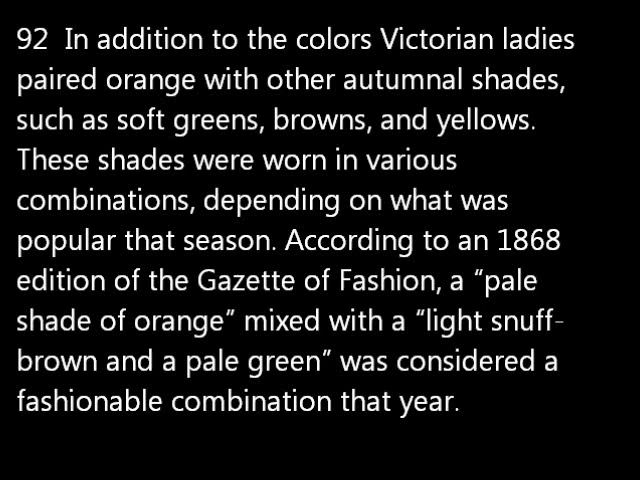 92  In addition to the colors Victorian ladies
paired orange with other autumnal shades,
such as soft greens, browns, and yellows.
These shades were worn in various
combinations, depending on what was
popular that season. According to an 1868
edition of the Gazette of Fashion, a “pale
shade of orange” mixed with a “light snuff-
brown and a pale green” was considered a
fashionable combination that year.